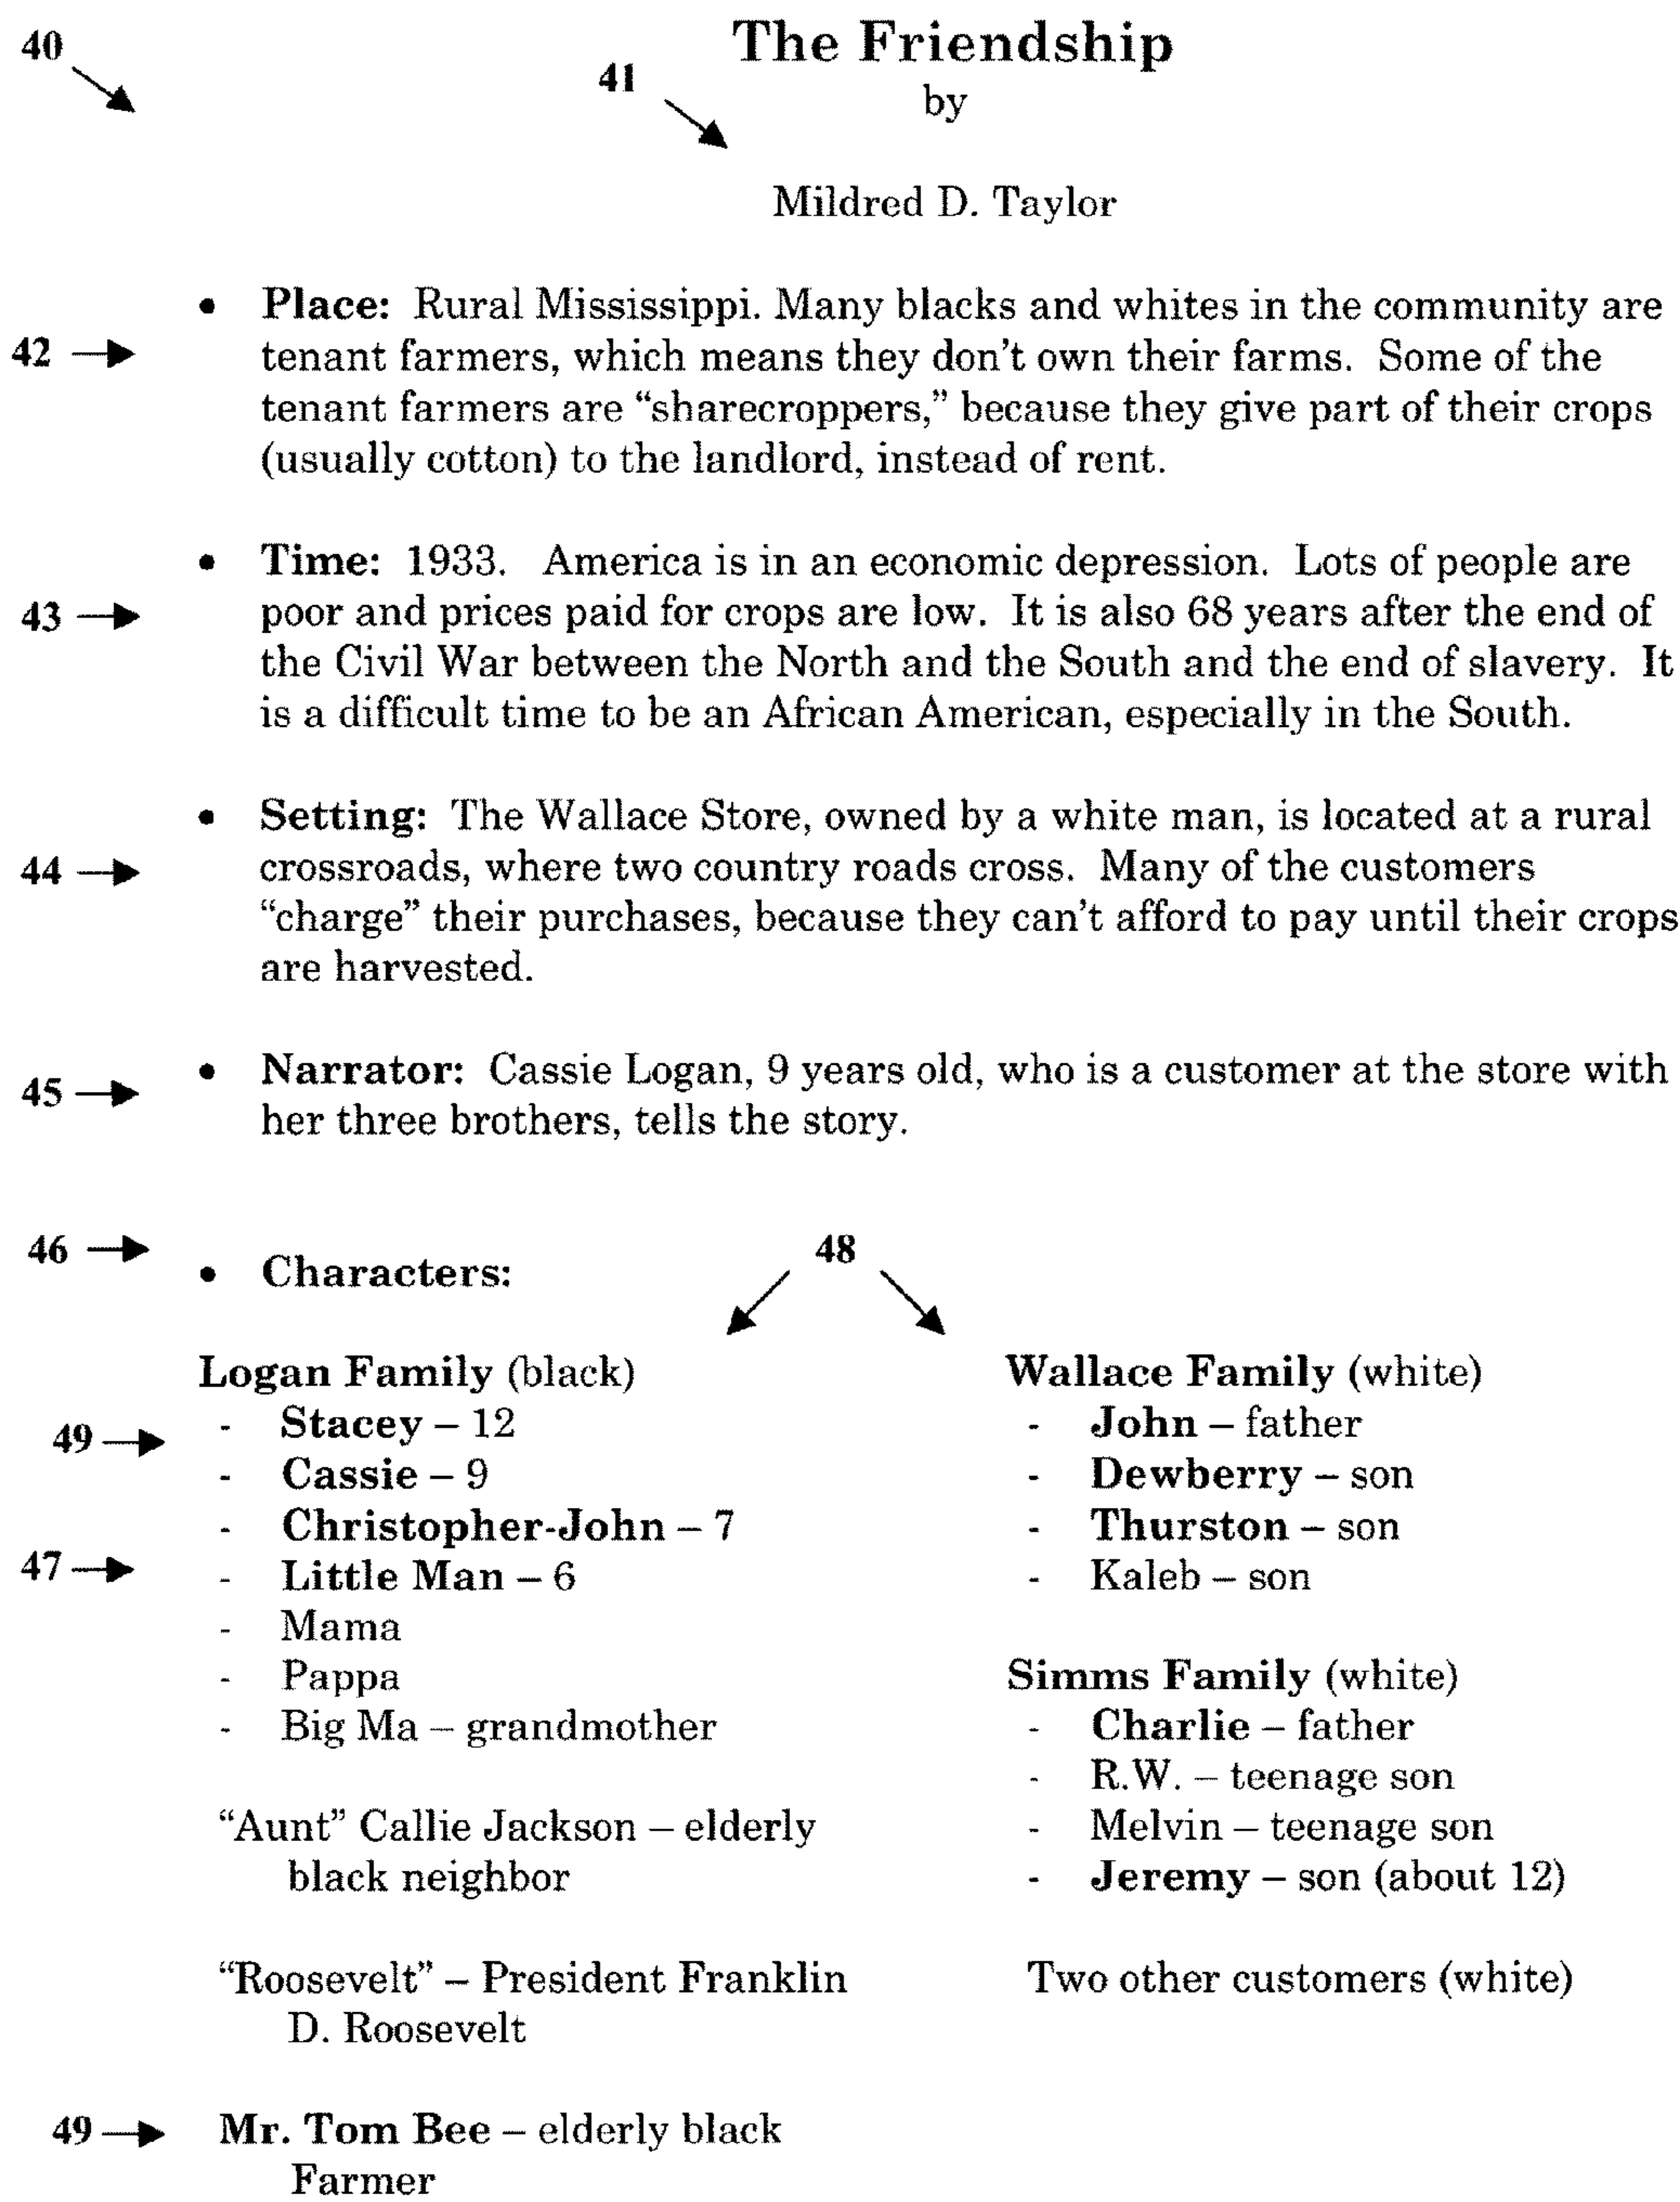 40
The Friendship
41
by
Mildred D. Taylor
• Place: Rural Mississippi. Many blacks and whites in the community are
42
tenant farmers, which means they don't own their farms. Some of the
tenant farmers are “sharecroppers,” because they give part of their crops
(usually cotton) to the landlord, instead of rent.
• Time: 1933. America is in an economic depression. Lots of people are
43
poor and prices paid for crops are low. It is also 68 years after the end of
the Civil War between the North and the South and the end of slavery. It
is a difficult time to be an African American, especially in the South.
• Setting: The Wallace Store, owned by a white man, is located at a rural
44
crossroads, where two country roads cross. Many of the customers
“charge” their purchases, because they can't afford to pay until their crops
are harvested.
45
• Narrator: Cassie Logan, 9 years old, who is a customer at the store with
her three brothers, tells the story.
46
48
• Characters:
Logan Family (black)
49
- Stacey – 12
- Cassie – 9
- Christopher-John – 7
47
- Little Man – 6
- Mama
- Pappa
- Big Ma – grandmother
“Aunt” Callie Jackson – elderly
black neighbor
“Roosevelt” – President Franklin
D. Roosevelt
49
Mr. Tom Bee – elderly black
Farmer
Wallace Family (white)
- John – father
- Dewberry – son
- Thurston – son
- Kaleb – son
Simms Family (white)
- Charlie – father
- R.W. – teenage son
- Melvin – teenage son
- Jeremy – son (about 12)
Two other customers (white)